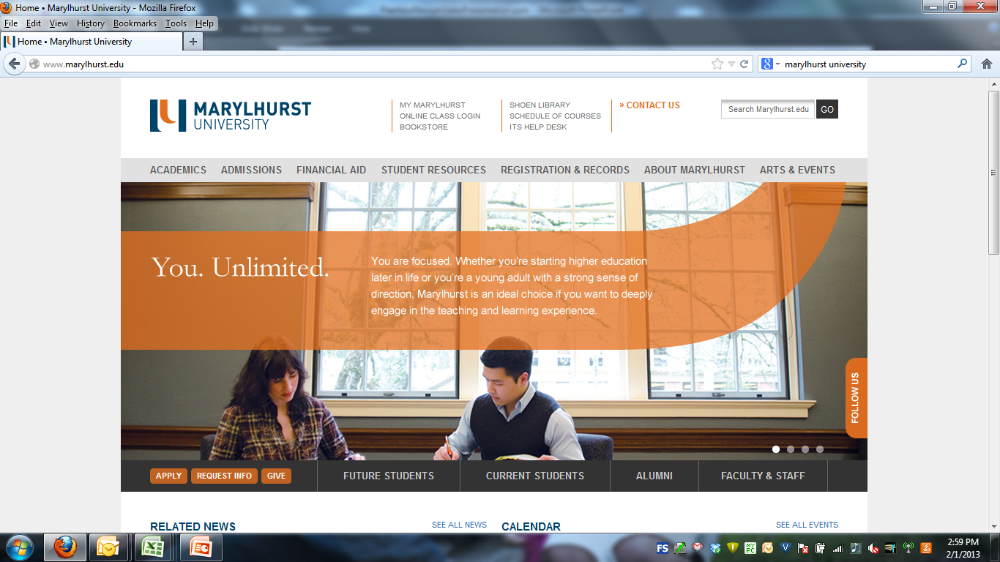 Home • Marylhurst University - Mozilla Firefox
File Edit View History Bookmarks Tools Help
Home • Marylhurst University
www.marylhurst.edu
marylhurst university
MARYLHURST
UNIVERSITY
MY MARYLHURST
ONLINE CLASS LOGIN
BOOKSTORE
SHOEN LIBRARY
SCHEDULE OF COURSES
ITS HELP DESK
» CONTACT US
Search Marylhurst.edu GO
ACADEMICS ADMISSIONS FINANCIAL AID STUDENT RESOURCES REGISTRATION & RECORDS ABOUT MARYLHURST ARTS & EVENTS
You. Unlimited.
You are focused. Whether you're starting higher education
later in life or you're a young adult with a strong sense of
direction, Marylhurst is an ideal choice if you want to deeply
engage in the teaching and learning experience.
FOLLOW US
APPLY REQUEST INFO GIVE FUTURE STUDENTS CURRENT STUDENTS ALUMNI FACULTY & STAFF
RELATED NEWS SEE ALL NEWS CALENDAR SEE ALL EVENTS
FS
MY PC
2:59 PM
2/1/2013